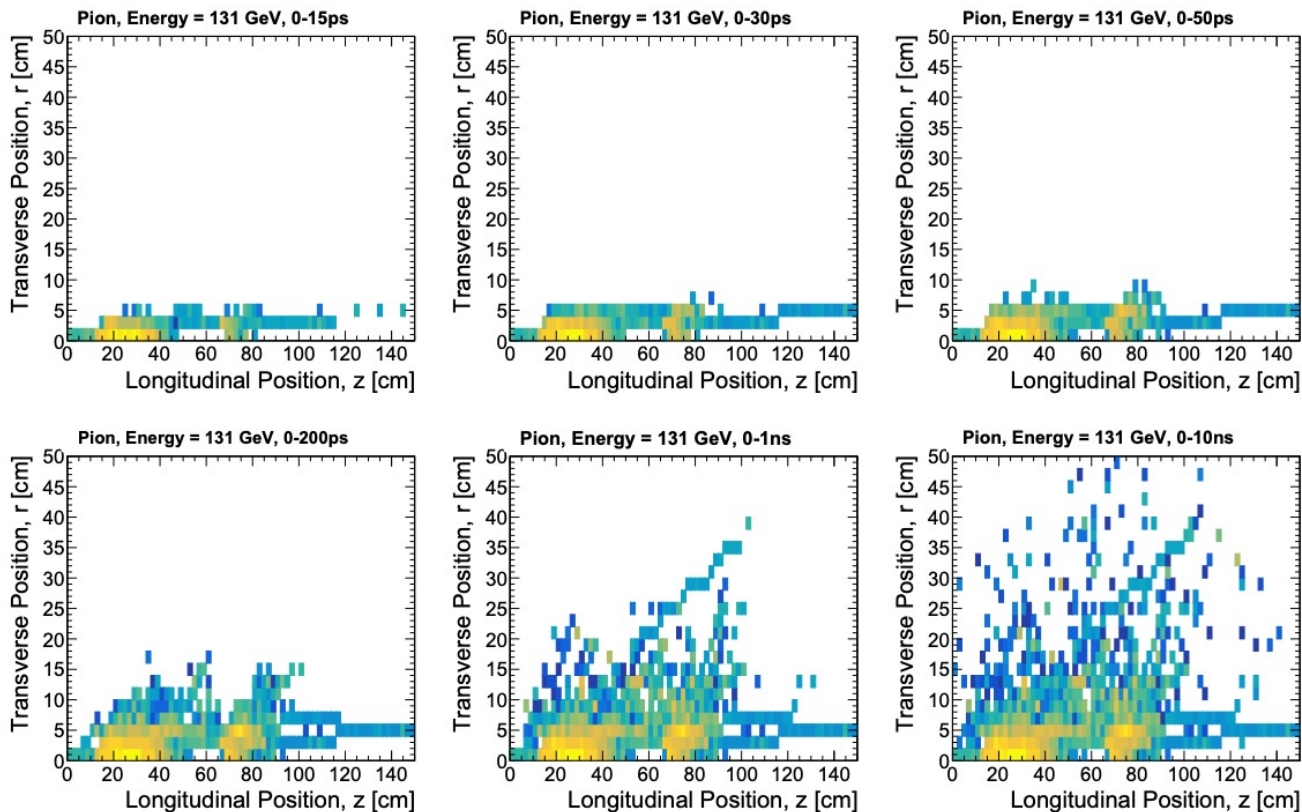 Pion, Energy = 131 GeV, 0-15ps
Transverse Position, r [cm]
50
45
40
35
30
25
20
15
10
5
0
0 20 40 60 80 100 120 140
Longitudinal Position, z [cm]
Pion, Energy = 131 GeV, 0-30ps
Transverse Position, r [cm]
50
45
40
35
30
25
20
15
10
5
0
0 20 40 60 80 100 120 140
Longitudinal Position, z [cm]
Pion, Energy = 131 GeV, 0-50ps
Transverse Position, r [cm]
50
45
40
35
30
25
20
15
10
5
0
0 20 40 60 80 100 120 140
Longitudinal Position, z [cm]
Pion, Energy = 131 GeV, 0-200ps
Transverse Position, r [cm]
50
45
40
35
30
25
20
15
10
5
0
0 20 40 60 80 100 120 140
Longitudinal Position, z [cm]
Pion, Energy = 131 GeV, 0-1ns
Transverse Position, r [cm]
50
45
40
35
30
25
20
15
10
5
0
0 20 40 60 80 100 120 140
Longitudinal Position, z [cm]
Pion, Energy = 131 GeV, 0-10ns
Transverse Position, r [cm]
50
45
40
35
30
25
20
15
10
5
0
0 20 40 60 80 100 120 140
Longitudinal Position, z [cm]